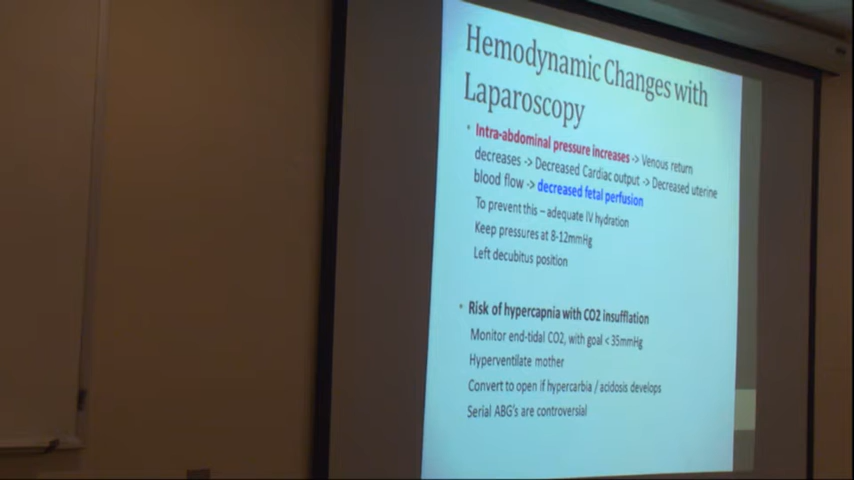 Hemodynamic Changes with
Laparoscopy
• Intra-abdominal pressure increases -> Venous return
decreases -> Decreased Cardiac output -> Decreased uterine
blood flow -> decreased fetal perfusion
To prevent this – adequate IV hydration
Keep pressures at 8-12mmHg
Left decubitus position
• Risk of hypercapnia with CO2 insufflation
Monitor end-tidal CO2, with goal < 35mmHg
Hyperventilate mother
Convert to open if hypercarbia / acidosis develops
Serial ABG's are controversial